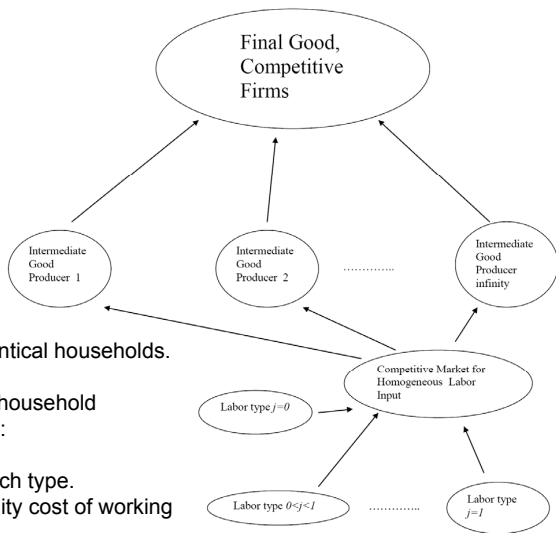 Final Good,
Competitive
Firms
Intermediate
Good
Producer 1
Intermediate
Good
Producer 2
..............
Intermediate
Good
Producer
infinity
ntical households.
household
:
ch type.
ity cost of working
Competitive Market for
Homogeneous Labor
Input
Labor type j=0
Labor type 0<j<1
..............
Labor type
j=1